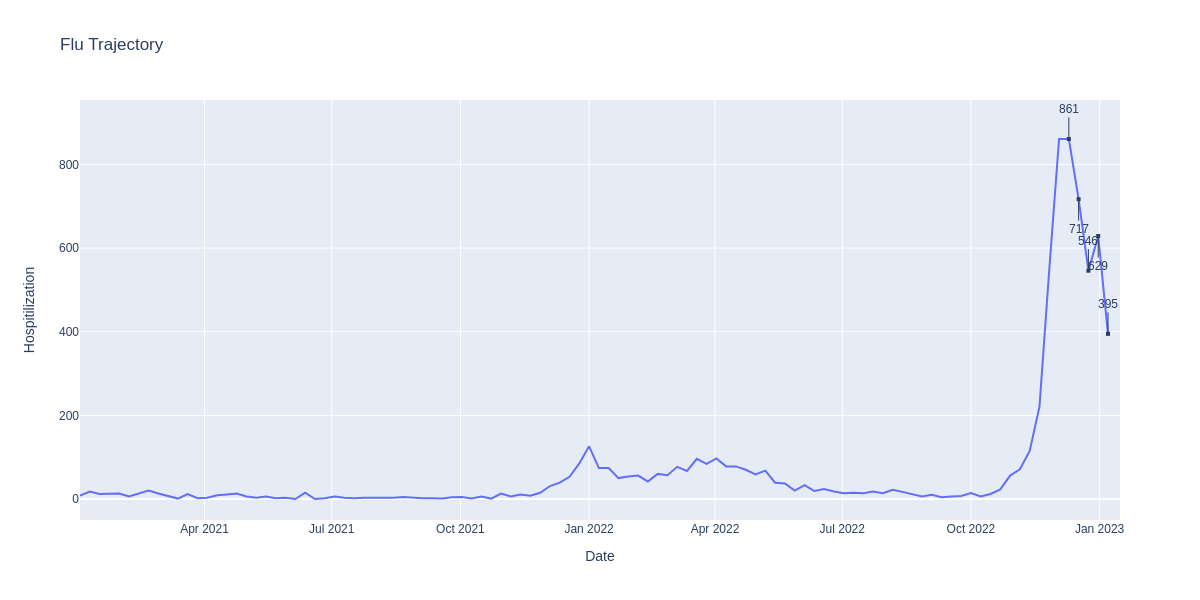 Flu Trajectory
861
800
717
546
600
629
395
400
200
0
Apr 2021 Jul 2021 Oct 2021 Jan 2022 Apr 2022 Jul 2022 Oct 2022 Jan 2023
Date
Hospitilization